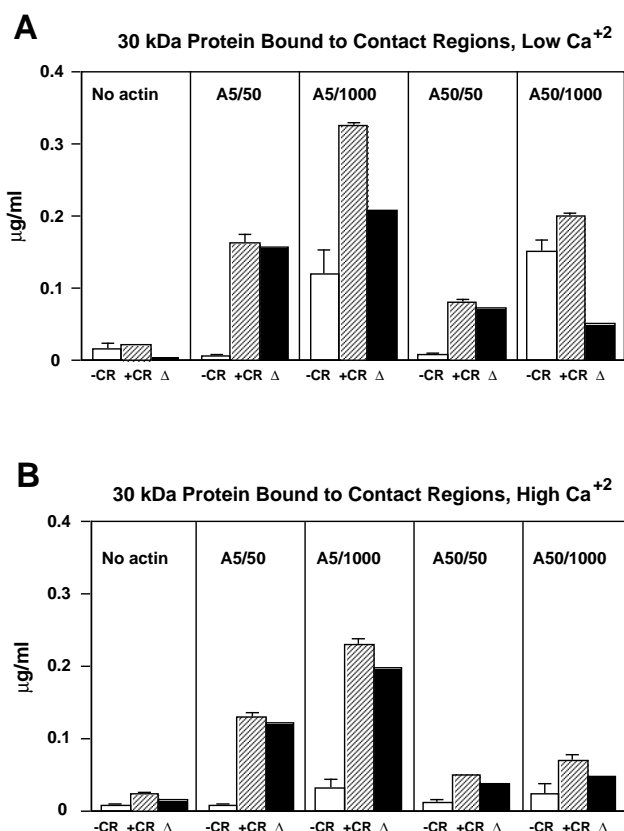 A
30 kDa Protein Bound to Contact Regions, Low Ca+2
0.4
No actin A5/50 A5/1000 A50/50 A50/1000
0.3
µg/ml
0.2
0.1
0
-CR +CR Δ -CR +CR Δ -CR +CR Δ -CR +CR Δ -CR +CR Δ
B
30 kDa Protein Bound to Contact Regions, High Ca+2
0.4
No actin A5/50 A5/1000 A50/50 A50/1000
0.3
µg/ml
0.2
0.1
0
-CR +CR Δ -CR +CR Δ -CR +CR Δ -CR +CR Δ -CR +CR Δ